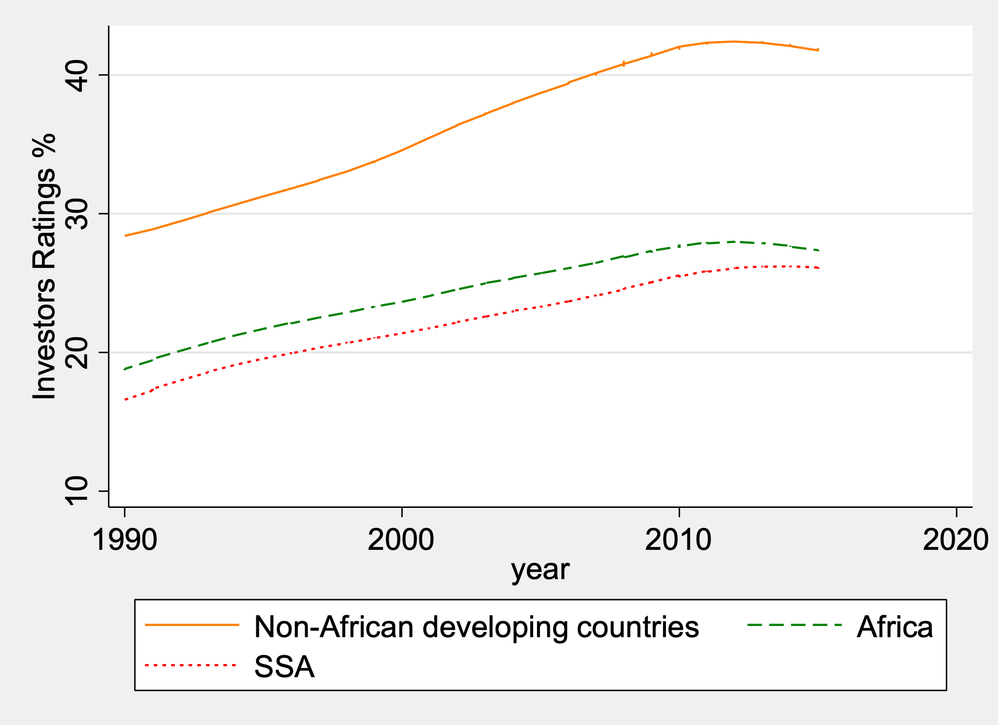 Investors Ratings %
40
30
20
10
1990 2000 2010 2020
year
Non-African developing countries Africa
SSA